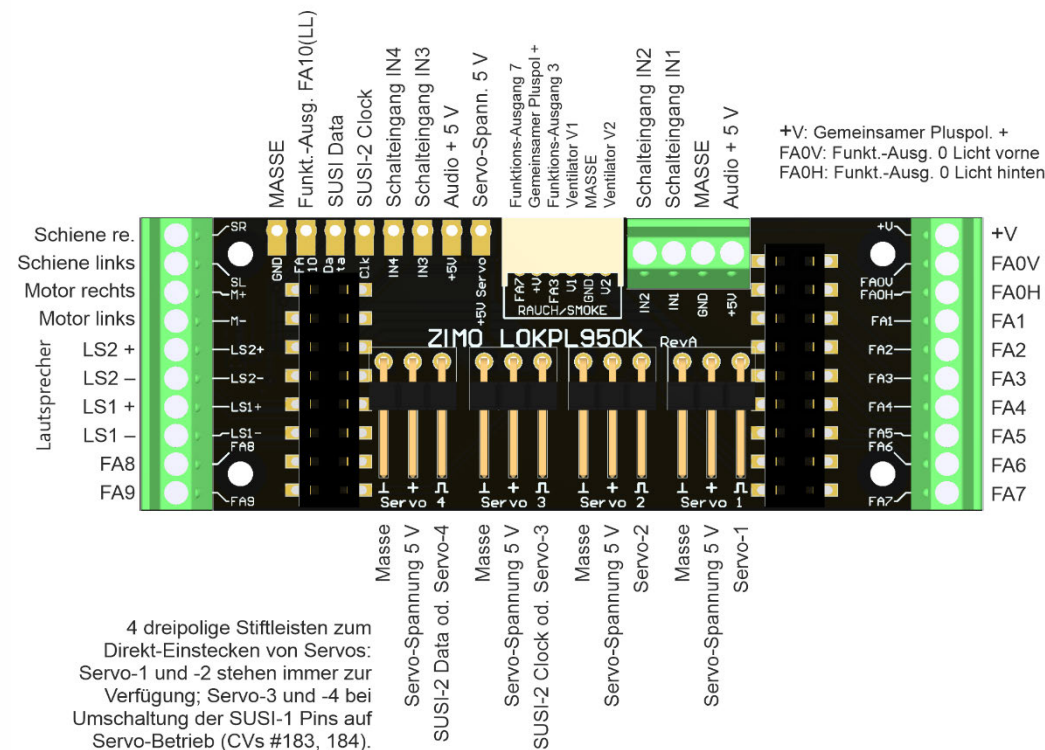 MASSE
Funkt.-Ausg. FA10(LL)
SUSI Data
SUSI-2 Clock
Schalteingang IN4
Schalteingang IN3
Audio + 5 V
Servo-Spann. 5 V
Funktions-Ausgang 7
Gemeinsamer Pluspol +
Funktions-Ausgang 3
Ventilator V1
MASSE
Ventilator V2
Schalteingang IN2
Schalteingang IN1
MASSE
Audio + 5 V
+V: Gemeinsamer Pluspol. +
FA0V: Funkt.-Ausg. 0 Licht vorne
FA0H: Funkt.-Ausg. 0 Licht hinten
Schiene re.
Schiene links
Motor rechts
Motor links
LS2 +
LS2 –
LS1 +
LS1 –
FA8
FA9
Lautsprecher
SR
SL
M+
M-
LS2+
LS2-
LS1+
LS1-
FA8
FA9
GND
FA
10
Da
ta
Clk
IN4
IN3
+5V
+5V Servo
FA7
+V
FA3
V1
GND
V2
RAUCH/SMOKE
IN2
IN1
GND
+5V
ZIMO LOKPL950K RevA
+V
FA0V
FA0H
FA1
FA2
FA3
FA4
FA5
FA6
FA7
+V
FA0V
FA0H
FA1
FA2
FA3
FA4
FA5
FA6
FA7
⊥ + ⊓
Servo 4
⊥ + ⊓
Servo 3
⊥ + ⊓
Servo 2
⊥ + ⊓
Servo 1
Masse
Servo-Spannung 5 V
SUSI-2 Data od. Servo-4
Masse
Servo-Spannung 5 V
SUSI-2 Clock od. Servo-3
Masse
Servo-Spannung 5 V
Servo-2
Masse
Servo-Spannung 5 V
Servo-1
4 dreipolige Stiftleisten zum
Direkt-Einstecken von Servos:
Servo-1 und -2 stehen immer zur
Verfügung; Servo-3 und -4 bei
Umschaltung der SUSI-1 Pins auf
Servo-Betrieb (CVs #183, 184).